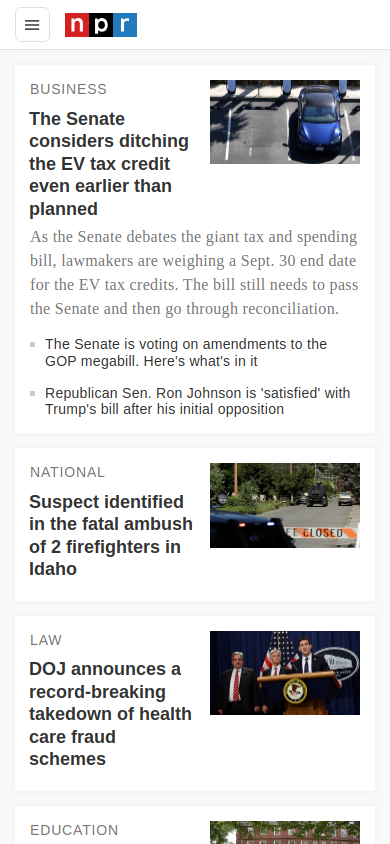 npr
BUSINESS
The Senate
considers ditching
the EV tax credit
even earlier than
planned
As the Senate debates the giant tax and spending
bill, lawmakers are weighing a Sept. 30 end date
for the EV tax credits. The bill still needs to pass
the Senate and then go through reconciliation.
The Senate is voting on amendments to the
GOP megabill. Here's what's in it
Republican Sen. Ron Johnson is 'satisfied' with
Trump's bill after his initial opposition
NATIONAL
Suspect identified
in the fatal ambush
of 2 firefighters in
Idaho
CLOSED
LAW
DOJ announces a
record-breaking
takedown of health
care fraud
schemes
EDUCATION